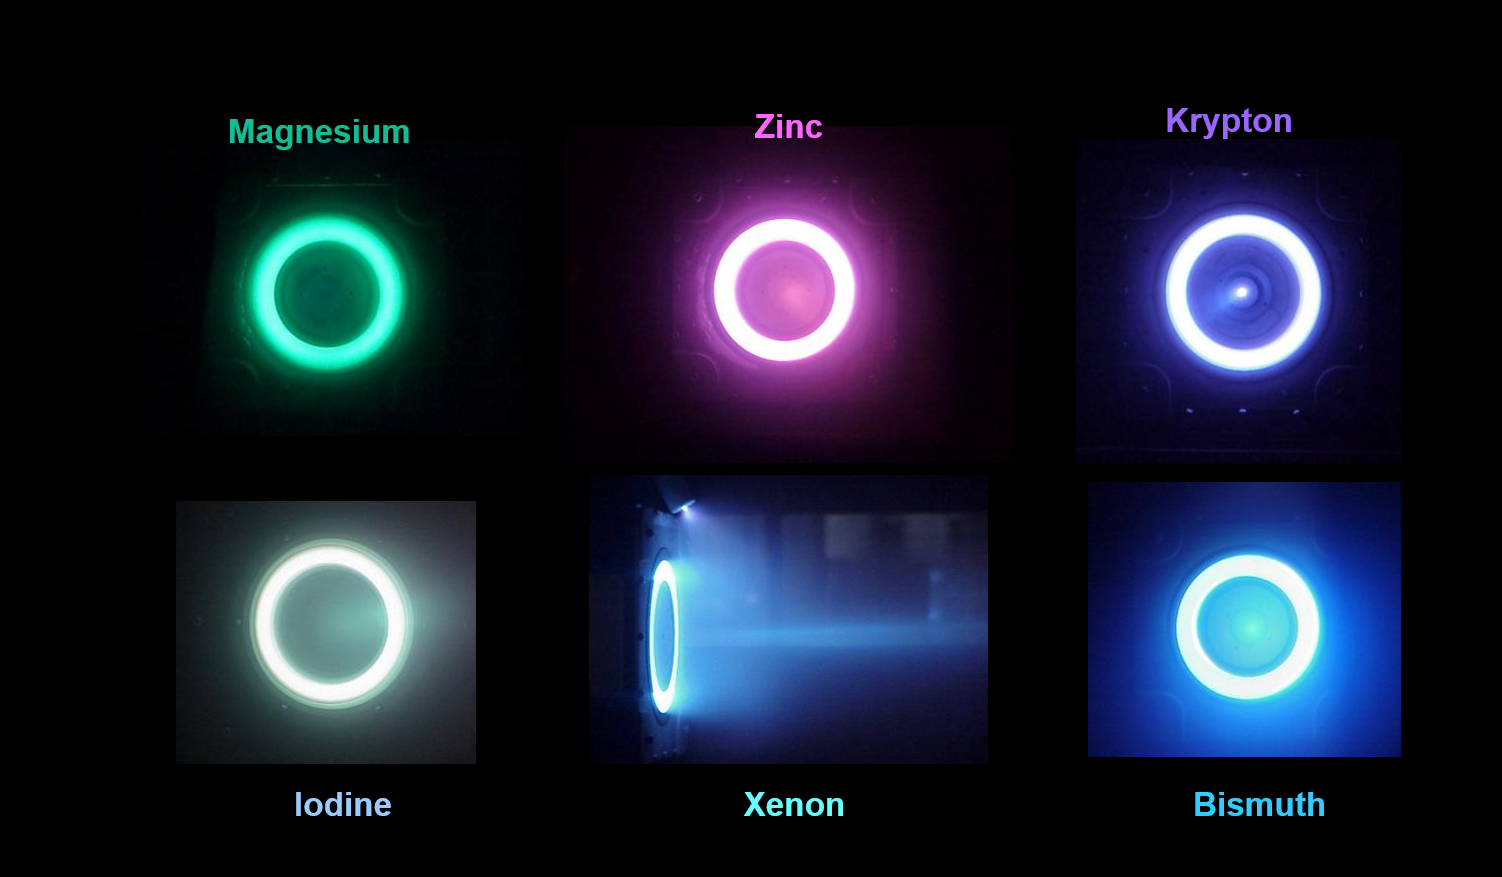 Magnesium
Zinc
Krypton
Iodine
Xenon
Bismuth